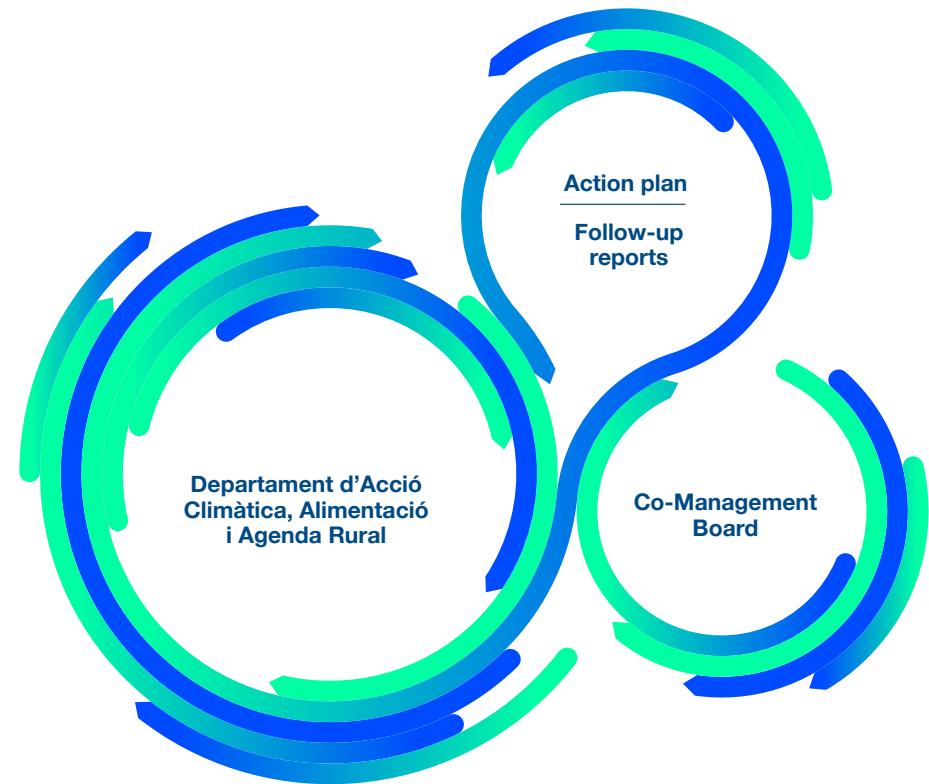 Action plan
Follow-up
reports
Departament d’Acció
Climàtica, Alimentació
i Agenda Rural
Co-Management
Board